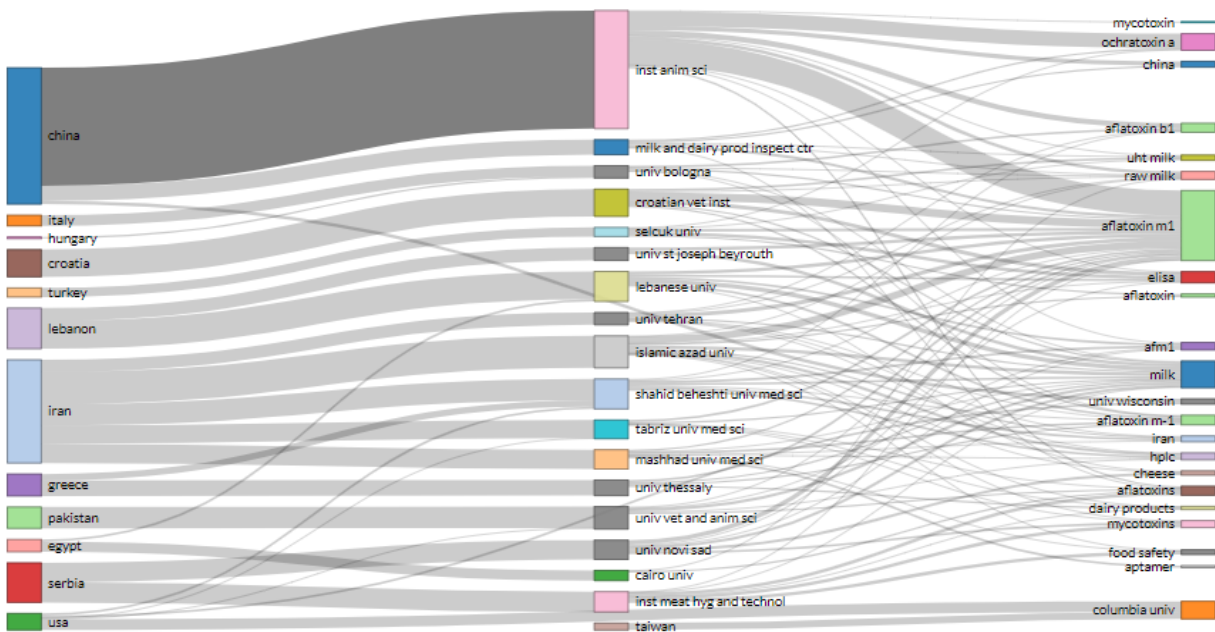 china
italy
hungary
croatia
turkey
lebanon
iran
greece
pakistan
egypt
serbia
usa
inst anim sci
milk and dairy prod inspect ctr
univ bologna
croatian vet inst
selcuk univ
univ st joseph beyrouth
lebanese univ
univ tehran
islamic azad univ
shahid beheshti univ med sci
tabriz univ med sci
mashhad univ med sci
univ thessaly
univ vet and anim sci
univ novi sad
cairo univ
inst meat hyg and technol
taiwan
mycotoxin
ochratoxin a
china
aflatoxin b1
uht milk
raw milk
aflatoxin m1
elisa
aflatoxin
afm1
milk
univ wisconsin
aflatoxin m-1
iran
hplc
cheese
aflatoxins
dairy products
mycotoxins
food safety
aptamer
columbia univ